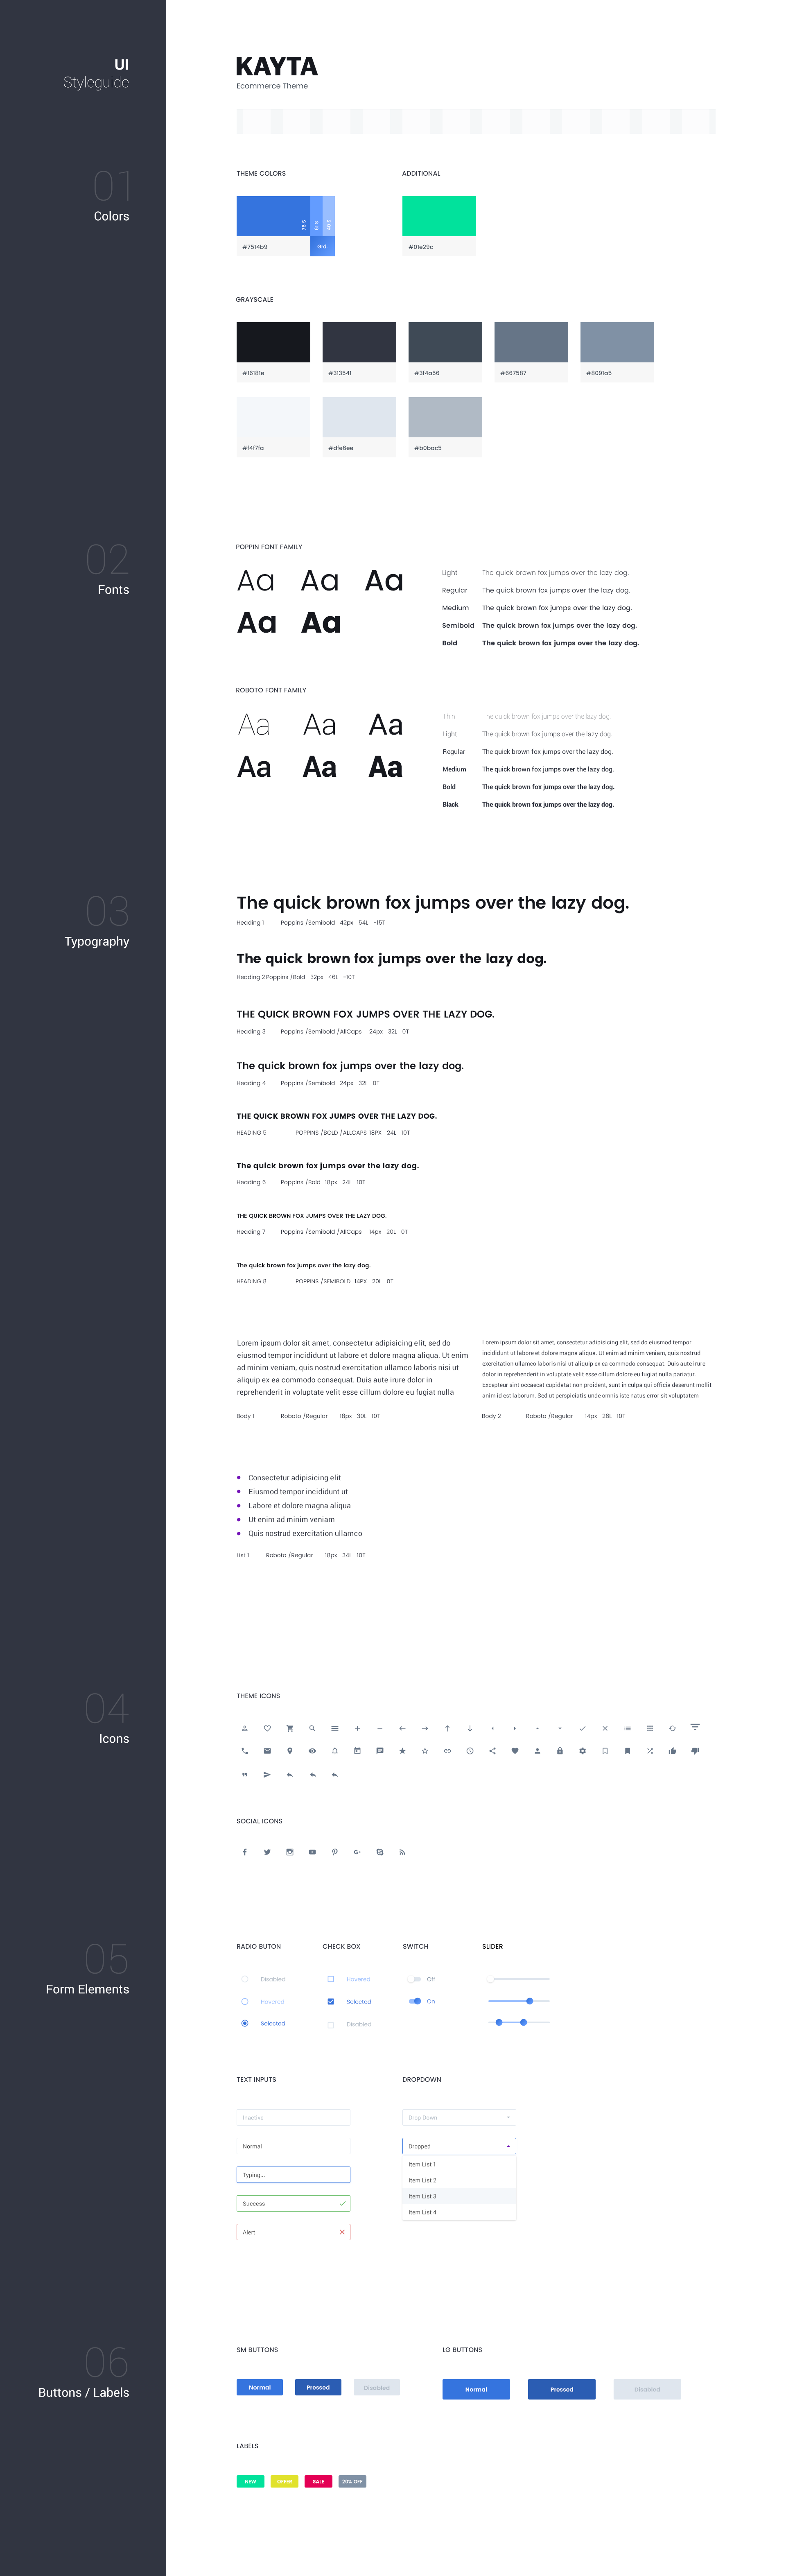 UI
Styleguide
KAYTA
Ecommerce Theme
01
Colors
THEME COLORS
ADDITIONAL
#7514b9
Grd.
#01e29c
GRAYSCALE
#16181e
#313541
#3f4a56
#667587
#8091a5
#f4f7fa
#dfe6ee
#b0bac5
02
Fonts
POPPIN FONT FAMILY
Aa Aa Aa
Aa Aa
Light The quick brown fox jumps over the lazy dog.
Regular The quick brown fox jumps over the lazy dog.
Medium The quick brown fox jumps over the lazy dog.
Semibold The quick brown fox jumps over the lazy dog.
Bold The quick brown fox jumps over the lazy dog.
ROBOTO FONT FAMILY
Aa Aa Aa
Aa Aa Aa
Thin The quick brown fox jumps over the lazy dog.
Light The quick brown fox jumps over the lazy dog.
Regular The quick brown fox jumps over the lazy dog.
Medium The quick brown fox jumps over the lazy dog.
Bold The quick brown fox jumps over the lazy dog.
Black The quick brown fox jumps over the lazy dog.
03
Typography
The quick brown fox jumps over the lazy dog.
Heading 1 Poppins /Semibold 42px 54L -15T
The quick brown fox jumps over the lazy dog.
Heading 2 Poppins /Bold 32px 46L -10T
THE QUICK BROWN FOX JUMPS OVER THE LAZY DOG.
Heading 3 Poppins /Semibold /AllCaps 24px 32L 0T
The quick brown fox jumps over the lazy dog.
Heading 4 Poppins /Semibold 24px 32L 0T
THE QUICK BROWN FOX JUMPS OVER THE LAZY DOG.
HEADING 5 POPPINS /BOLD /ALLCAPS 18PX 24L 10T
The quick brown fox jumps over the lazy dog.
Heading 6 Poppins /Bold 18px 24L 10T
THE QUICK BROWN FOX JUMPS OVER THE LAZY DOG.
Heading 7 Poppins /Semibold /AllCaps 14px 20L 0T
The quick brown fox jumps over the lazy dog.
HEADING 8 POPPINS /SEMIBOLD 14PX 20L 0T
Lorem ipsum dolor sit amet, consectetur adipisicing elit, sed do
eiusmod tempor incididunt ut labore et dolore magna aliqua. Ut enim
ad minim veniam, quis nostrud exercitation ullamco laboris nisi ut
aliquip ex ea commodo consequat. Duis aute irure dolor in
reprehenderit in voluptate velit esse cillum dolore eu fugiat nulla
Body 1 Roboto /Regular 18px 30L 10T
Lorem ipsum dolor sit amet, consectetur adipisicing elit, sed do eiusmod tempor
incididunt ut labore et dolore magna aliqua. Ut enim ad minim veniam, quis nostrud
exercitation ullamco laboris nisi ut aliquip ex ea commodo consequat. Duis aute irure
dolor in reprehenderit in voluptate velit esse cillum dolore eu fugiat nulla pariatur.
Excepteur sint occaecat cupidatat non proident, sunt in culpa qui officia deserunt mollit
anim id est laborum. Sed ut perspiciatis unde omnis iste natus error sit voluptatem
Body 2 Roboto /Regular 14px 26L 10T
Consectetur adipisicing elit
Eiusmod tempor incididunt ut
Labore et dolore magna aliqua
Ut enim ad minim veniam
Quis nostrud exercitation ullamco
List 1 Roboto /Regular 18px 34L 10T
04
Icons
THEME ICONS
SOCIAL ICONS
05
Form Elements
RADIO BUTON
Disabled
Hovered
Selected
CHECK BOX
Hovered
Selected
Disabled
SWITCH
Off
On
SLIDER
TEXT INPUTS
Inactive
Normal
Typing...
Success
Alert
DROPDOWN
Drop Down
Dropped
Item List 1
Item List 2
Item List 3
Item List 4
06
Buttons / Labels
SM BUTTONS
Normal
Pressed
Disabled
LG BUTTONS
Normal
Pressed
Disabled
LABELS
NEW
OFFER
SALE
20% OFF